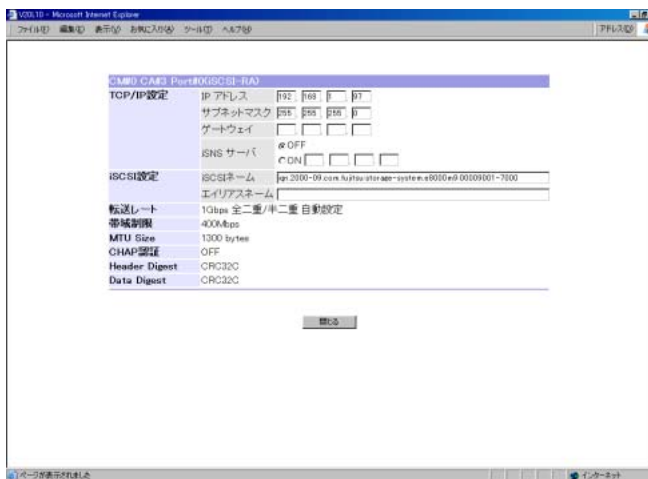 V20L10 - Microsoft Internet Explorer
ファイル(F) 編集(E) 表示(V) お気に入り(A) ツール(T) ヘルプ(H) アドレス(D)
CM#0 CA#3 Port#0(iSCSI-RA)
TCP/IP設定 IP アドレス 192 168 1 97
サブネットマスク 255 255 255 0
ゲートウェイ
iSNS サーバ OFF
ON
iSCSI設定 iSCSIネーム iqn.2000-09.com.fujitsu:storage-system.e8000m9:00009001-7000
エイリアスネーム
転送レート 1Gbps 全二重/半二重 自動設定
帯域制限 400Mbps
MTU Size 1300 bytes
CHAP認証 OFF
Header Digest CRC32C
Data Digest CRC32C
閉じる
ページが表示されました インターネット